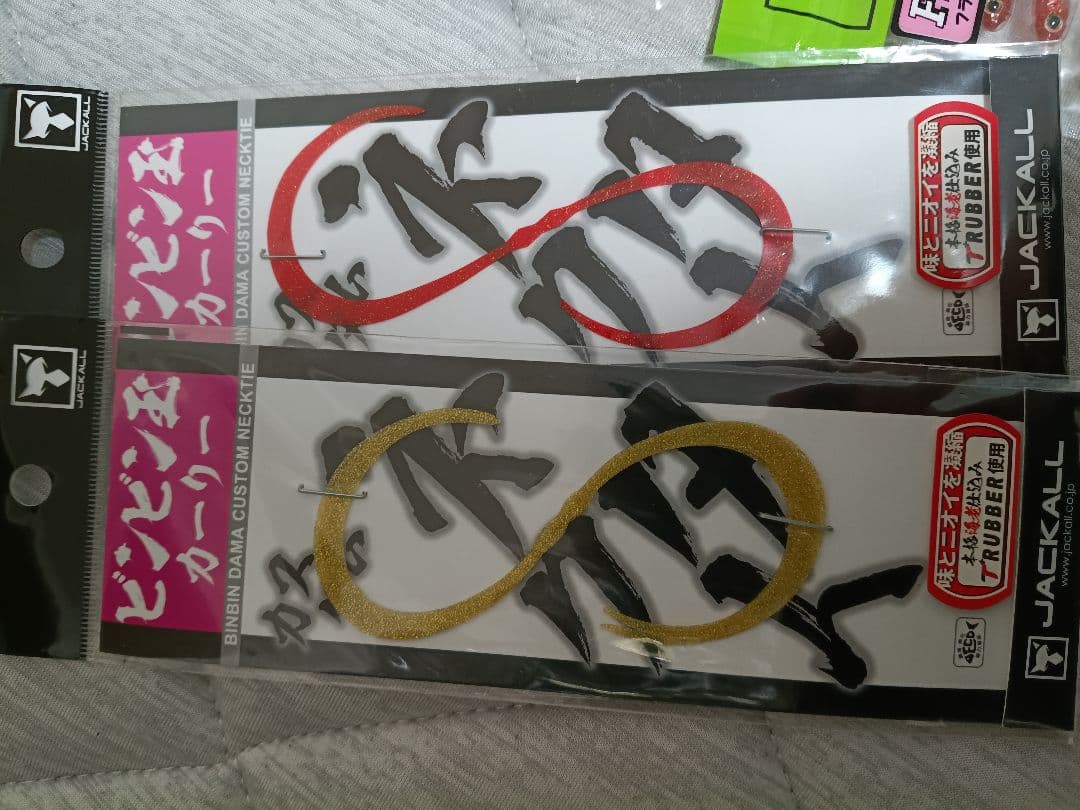 JACKALL
ビンビン玉
カーリー
BIN DAMA CUSTOM NECKTIE
味とニオイを凝縮
本格海老仕込み
RUBBER使用
JACKALL
www.jackall.co.jp
JACKALL
ビンビン玉
カーリー
BINBIN DAMA CUSTOM NECKTIE
味とニオイを凝縮
本格海老仕込み
RUBBER使用
JACKALL
www.jackall.co.jp